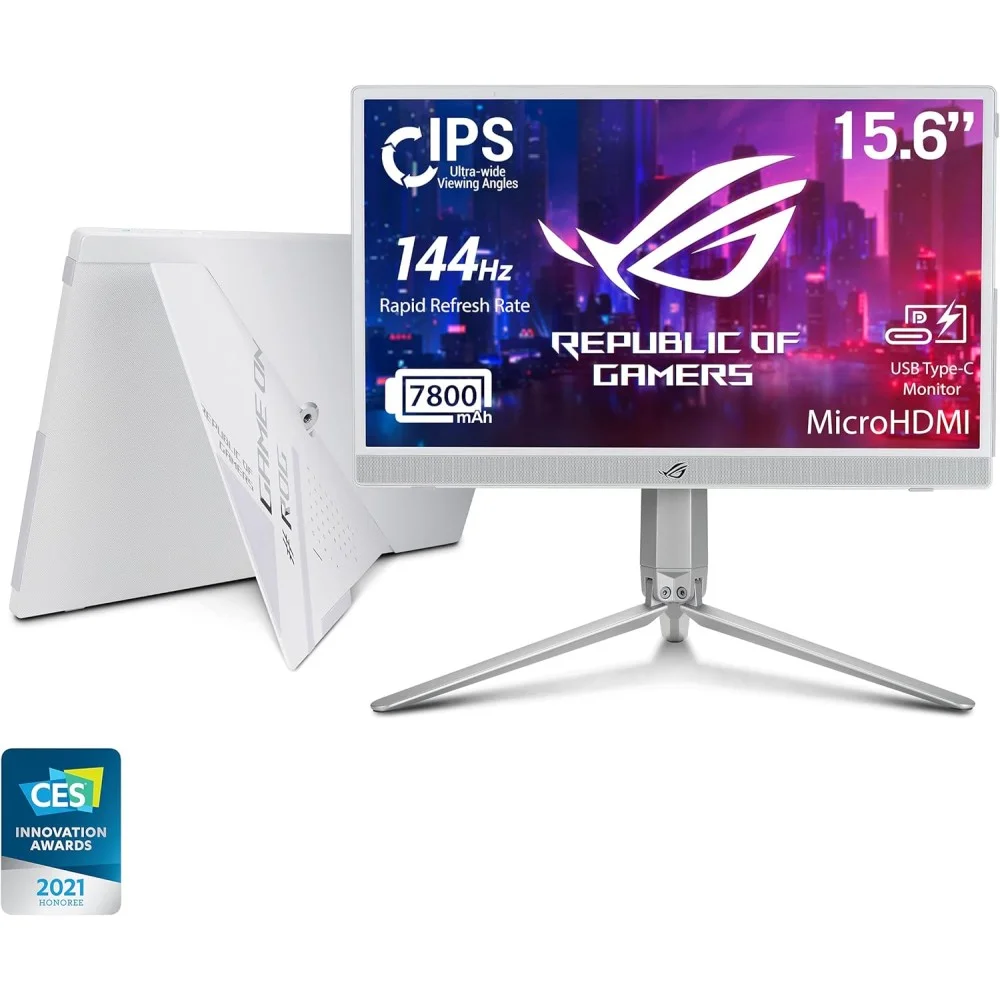 IPS
Ultra-wide
Viewing Angles
15.6”
144Hz
Rapid Refresh Rate
REPUBLIC OF
GAMERS
7800
mAh
USB Type-C
Monitor
MicroHDMI
REPUBLIC OF
GAMERS
GAME ON
#ROG
CES
INNOVATION
AWARDS
2021
HONOREE